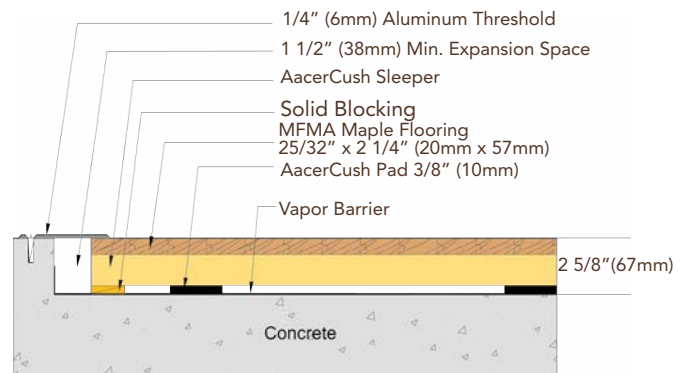 1/4” (6mm) Aluminum Threshold
1 1/2” (38mm) Min. Expansion Space
AacerCush Sleeper
Solid Blocking
MFMA Maple Flooring
25/32” x 2 1/4” (20mm x 57mm)
AacerCush Pad 3/8” (10mm)
Vapor Barrier
2 5/8”(67mm)
Concrete